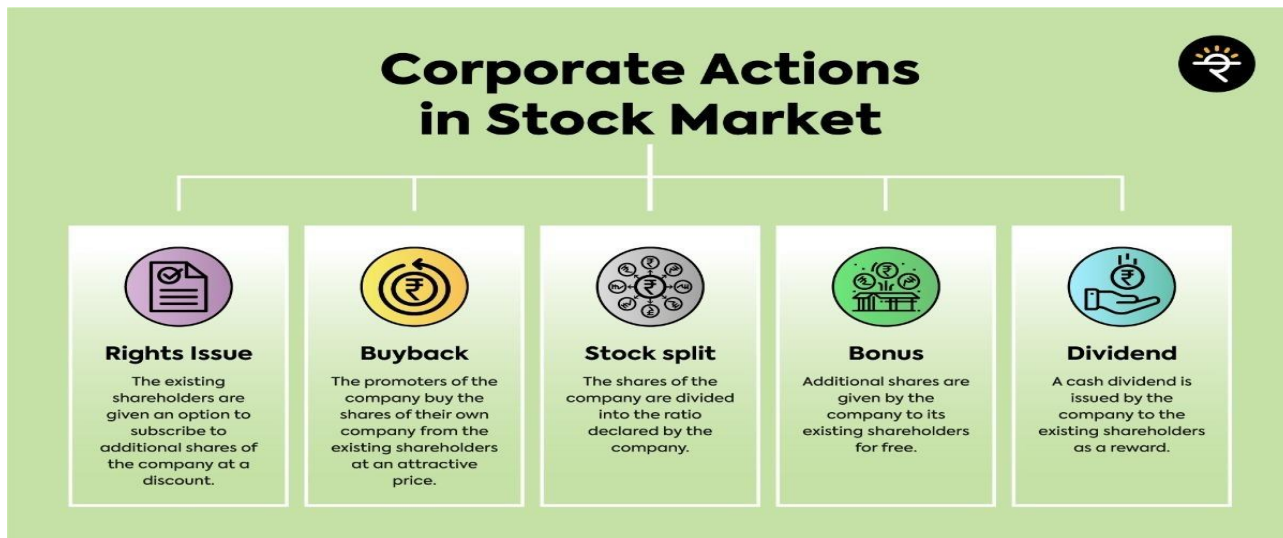 Corporate Actions
in Stock Market
Rights Issue
The existing
shareholders are
given an option to
subscribe to
additional shares of
the company at a
discount.
Buyback
The promoters of the
company buy the
shares of their own
company from the
existing shareholders
at an attractive
price.
Stock split
The shares of the
company are divided
into the ratio
declared by the
company.
Bonus
Additional shares are
given by the
company to its
existing shareholders
for free.
Dividend
A cash dividend is
issued by the
company to the
existing shareholders
as a reward.